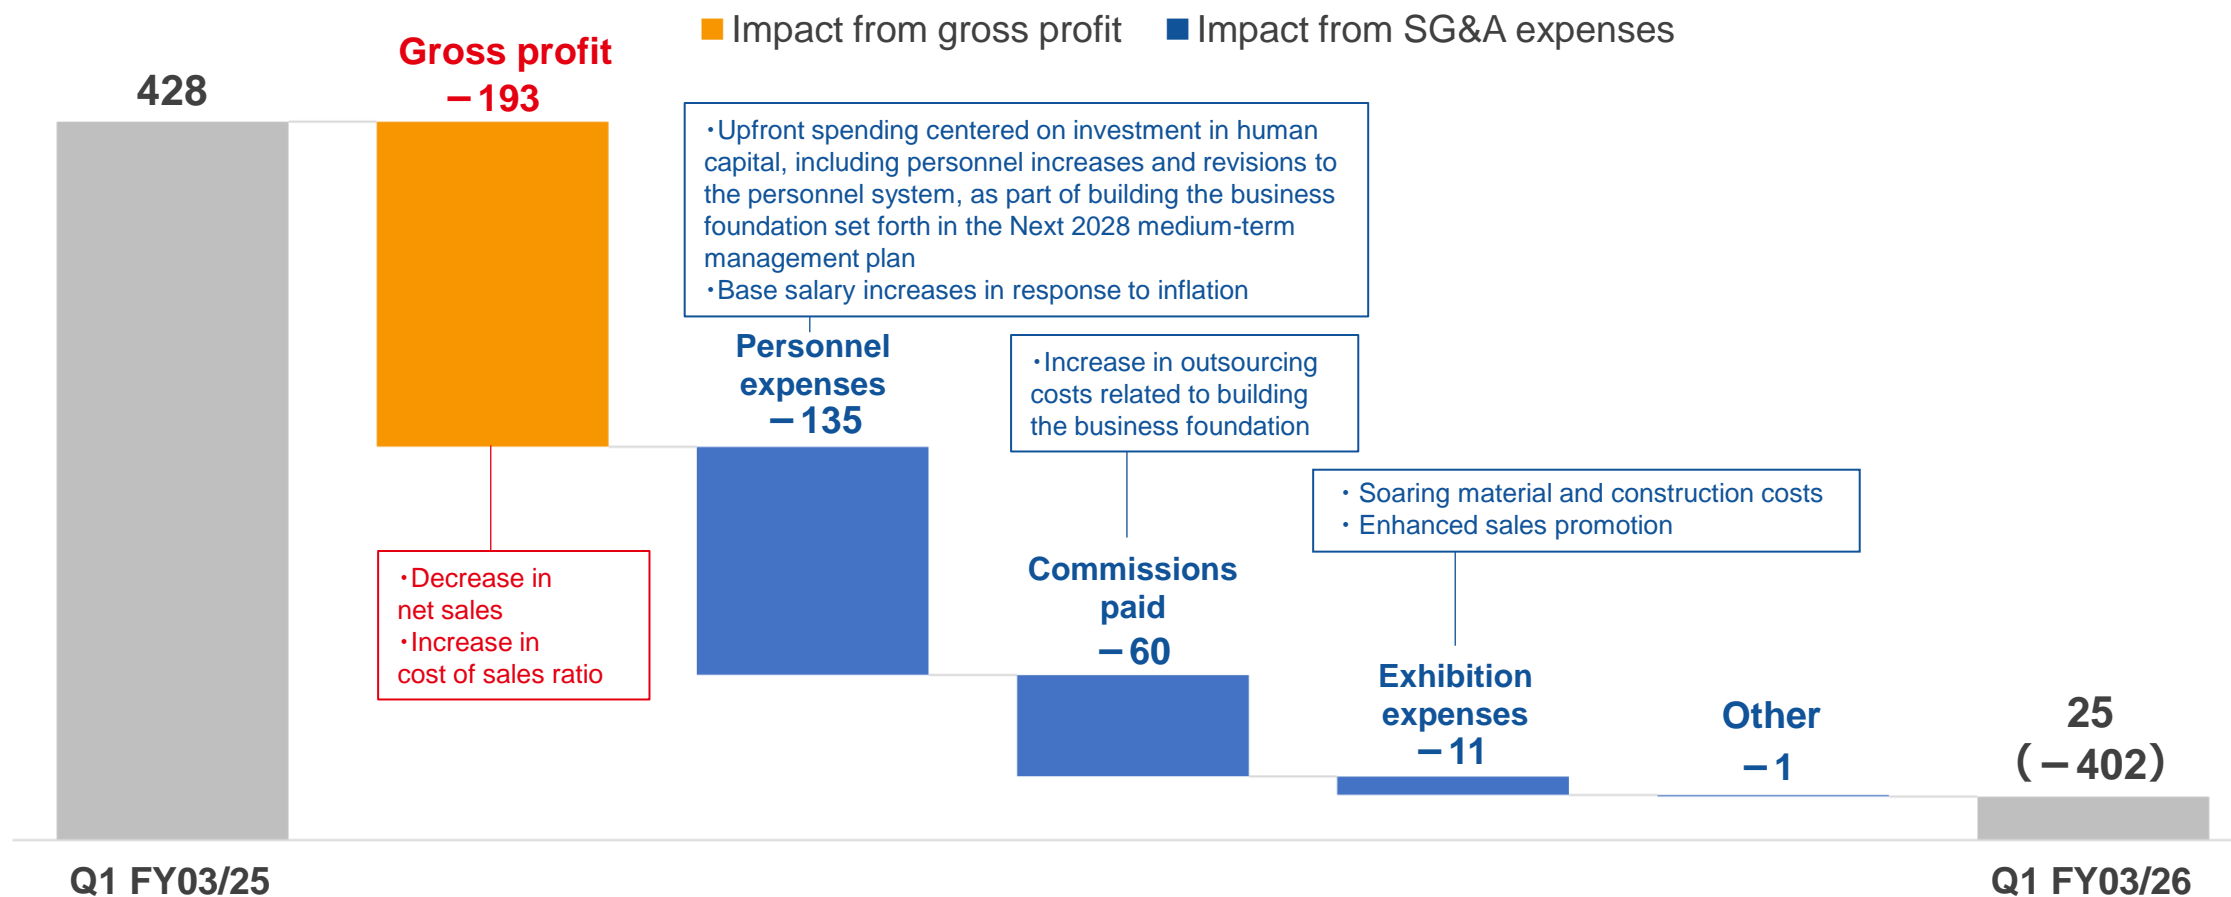 Impact from gross profit
Impact from SG&A expenses
428
Gross profit
−193
・Decrease in
net sales
・Increase in
cost of sales ratio
・Upfront spending centered on investment in human
capital, including personnel increases and revisions to
the personnel system, as part of building the business
foundation set forth in the Next 2028 medium-term
management plan
・Base salary increases in response to inflation
Personnel
expenses
−135
・Increase in outsourcing
costs related to building
the business foundation
Commissions
paid
−60
・ Soaring material and construction costs
・ Enhanced sales promotion
Exhibition
expenses
−11
Other
−1
25
(−402)
Q1 FY03/25
Q1 FY03/26